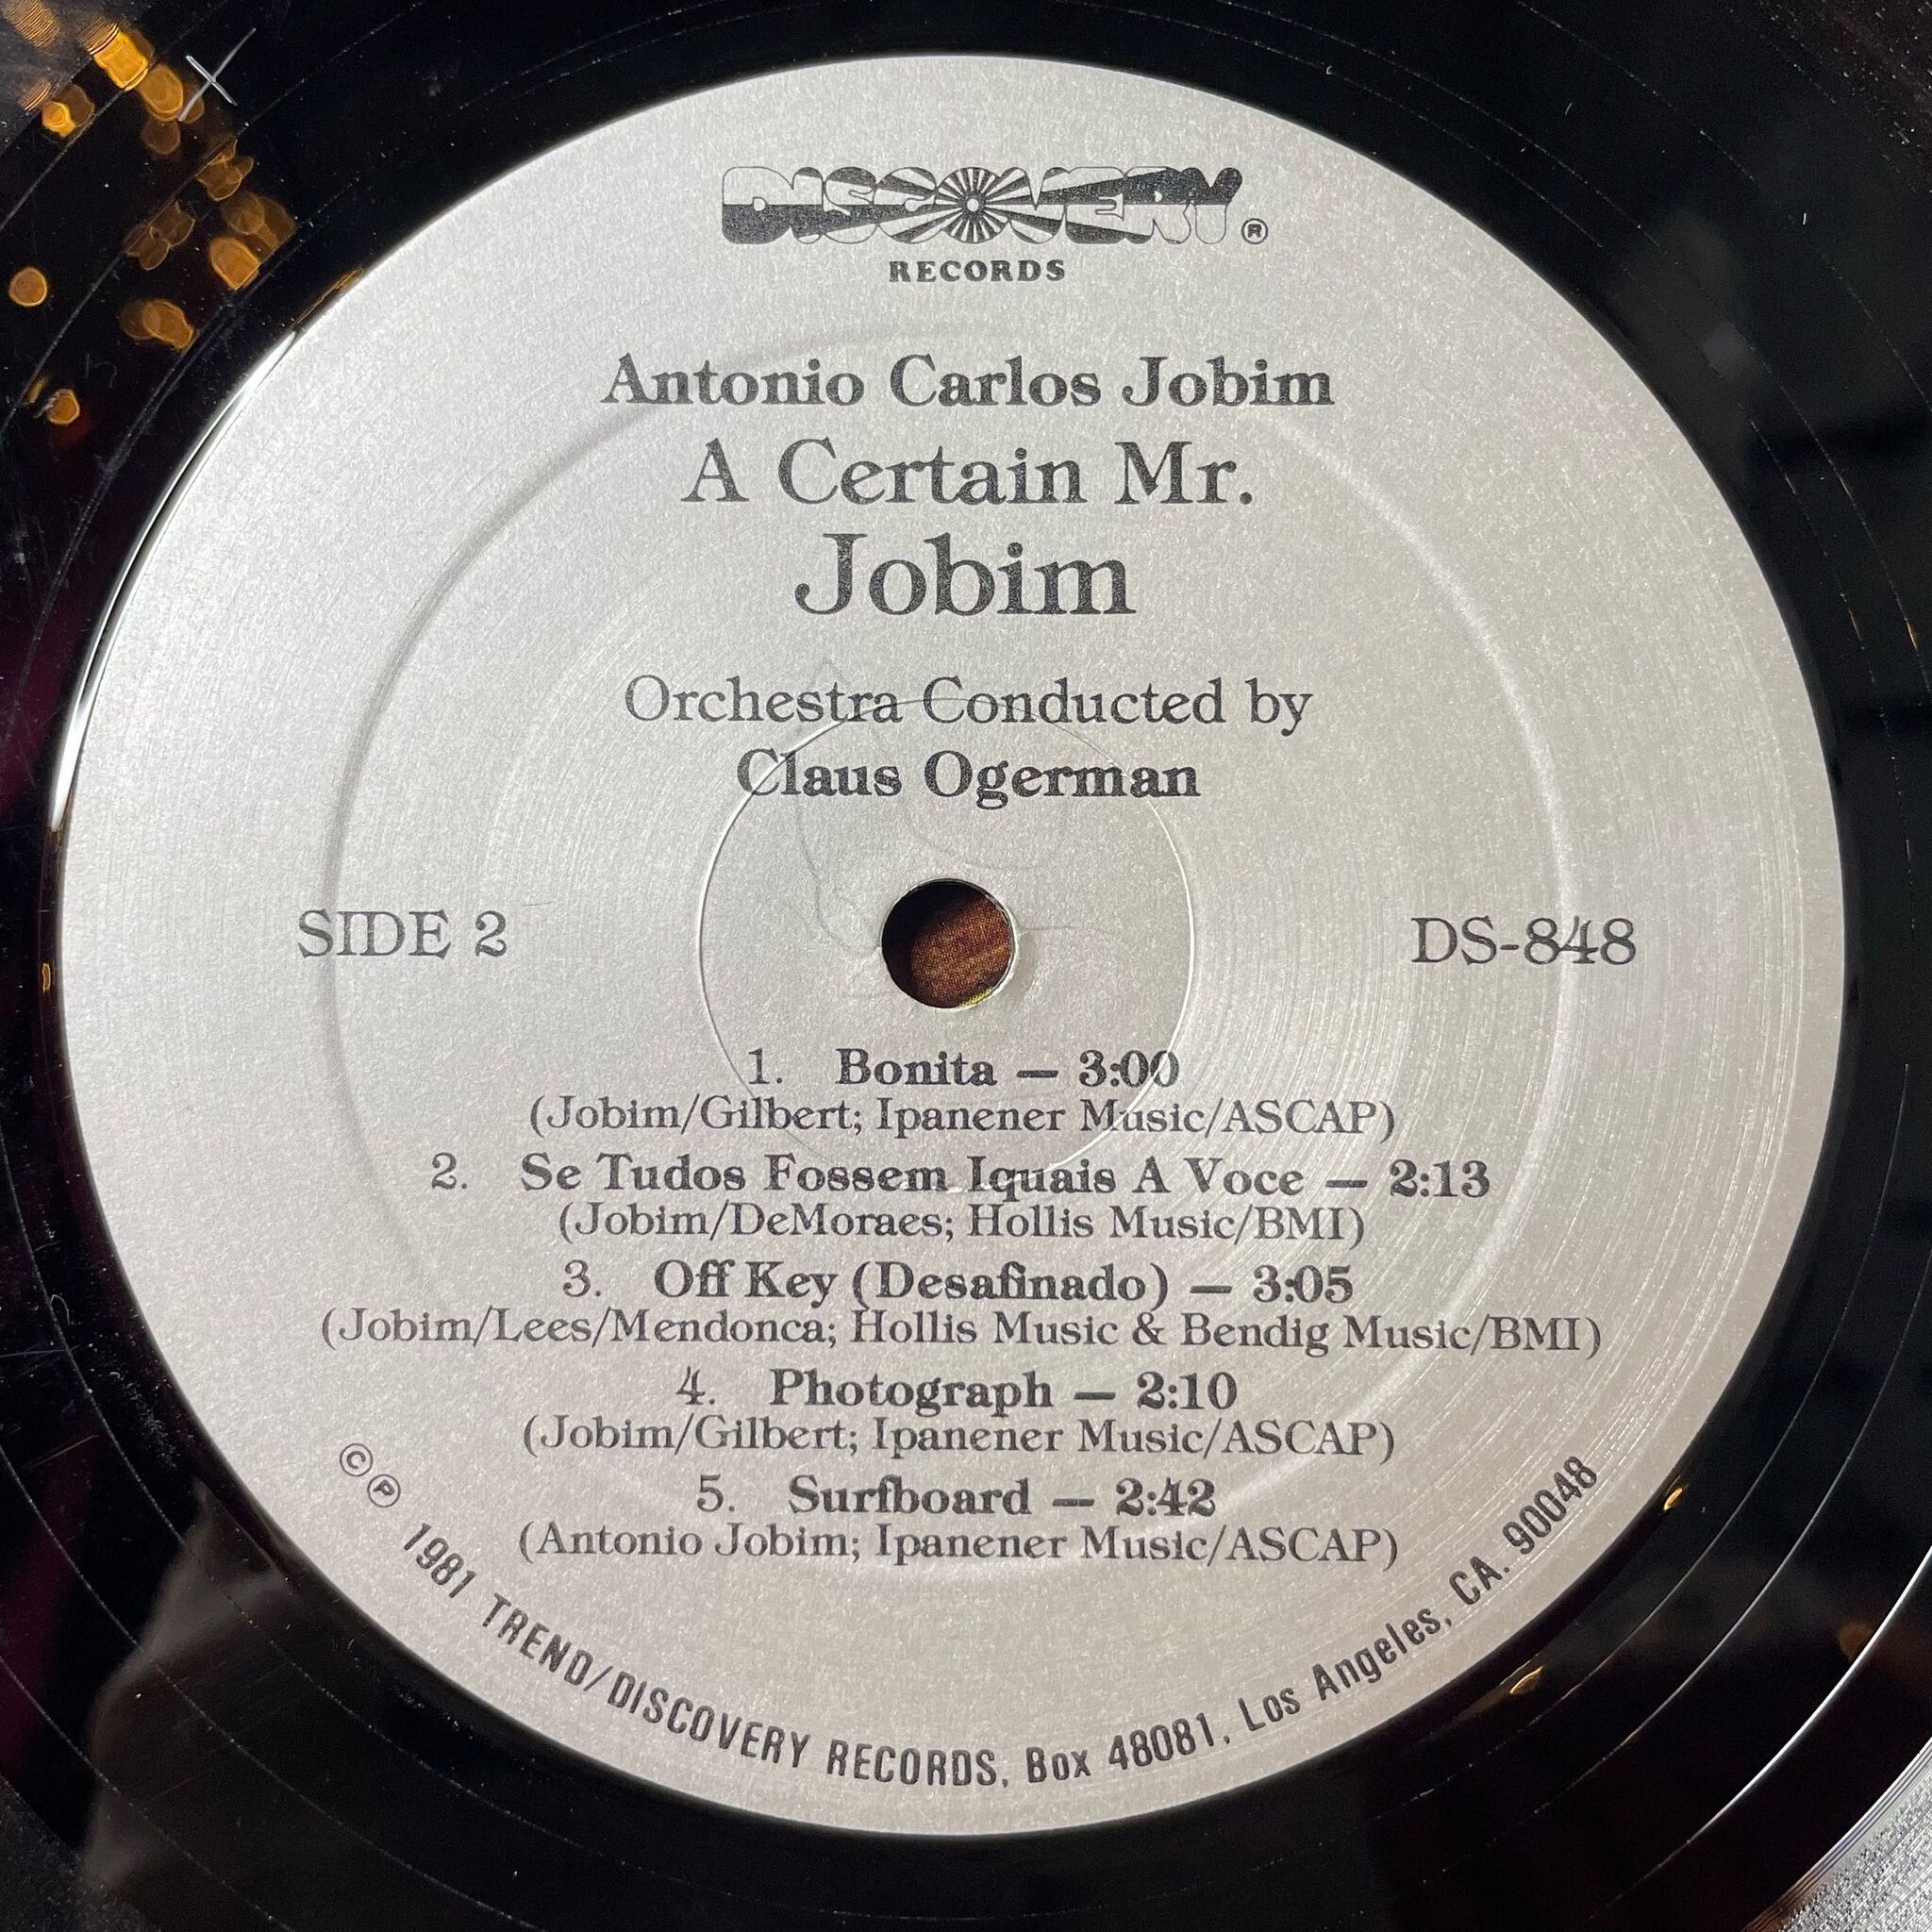 DISCOVERY ®
RECORDS
Antonio Carlos Jobim
A Certain Mr.
Jobim
Orchestra Conducted by
Claus Ogerman
SIDE 2
DS-848
1. Bonita — 3:00
(Jobim/Gilbert; Ipanener Music/ASCAP)
2. Se Tudos Fossem Iquais A Voce — 2:13
(Jobim/DeMoraes; Hollis Music/BMI)
3. Off Key (Desafinado) — 3:05
(Jobim/Lees/Mendonca; Hollis Music & Bendig Music/BMI)
4. Photograph — 2:10
(Jobim/Gilbert; Ipanener Music/ASCAP)
5. Surfboard — 2:42
(Antonio Jobim; Ipanener Music/ASCAP)
© ℗ 1981 TREND/DISCOVERY RECORDS, Box 48081, Los Angeles, CA. 90048